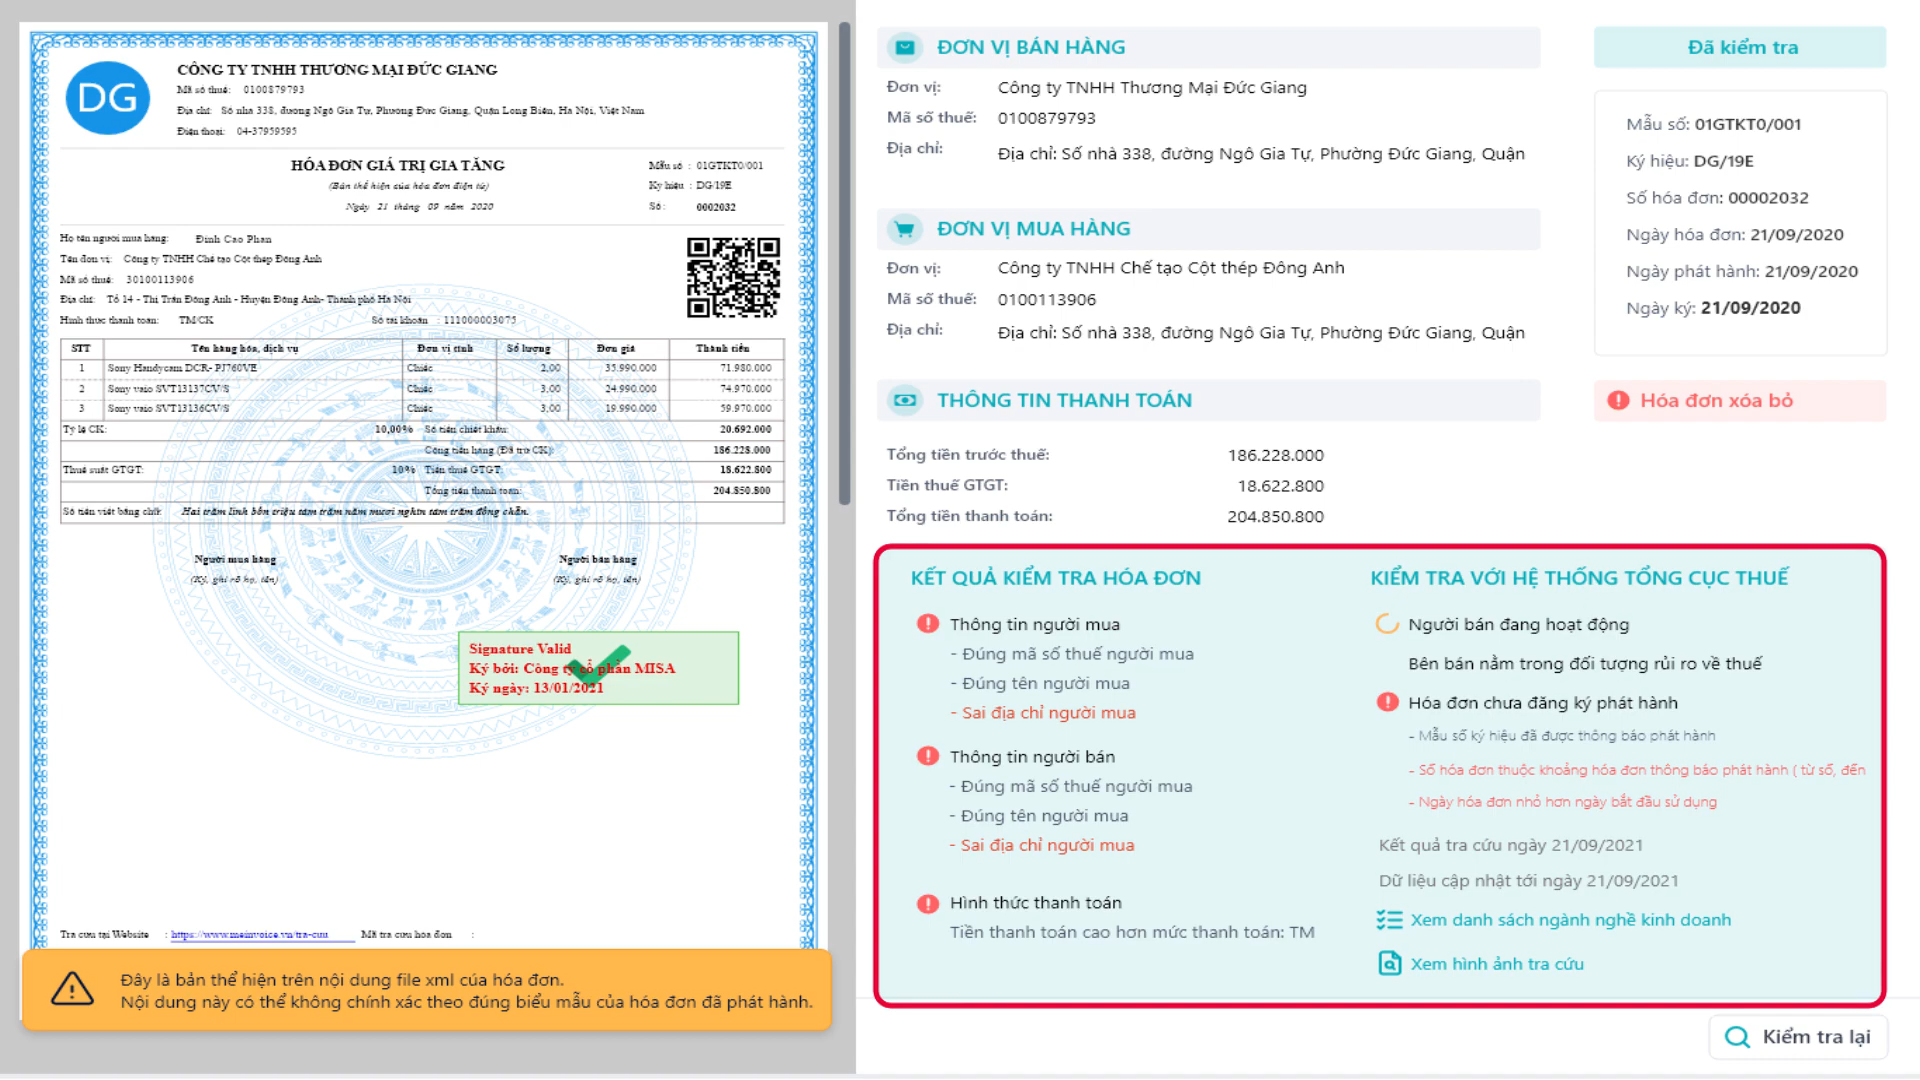 DG
CÔNG TY TNHH THƯƠNG MẠI ĐỨC GIANG
Mã số thuế: 0100879793
Địa chỉ: Số nhà 338, đường Ngô Gia Tự, Phường Đức Giang, Quận Long Biên, Hà Nội, Việt Nam
Điện thoại: 04-37959595
HÓA ĐƠN GIÁ TRỊ GIA TĂNG
(Bản thể hiện của hóa đơn điện tử)
Ngày 21 tháng 09 năm 2020
Mẫu số : 01GTKT0/001
Ký hiệu : DG/19E
Số : 0002032
Họ tên người mua hàng: Đinh Cao Phan
Tên đơn vị: Công ty TNHH Chế tạo Cột thép Đông Anh
Mã số thuế: 30100113906
Địa chỉ: Tổ 14 - Thị Trấn Đông Anh - Huyện Đông Anh- Thành phố Hà Nội
Hình thức thanh toán: TM/CK Số tài khoản : 111000003075
STT Tên hàng hóa, dịch vụ Đơn vị tính Số lượng Đơn giá Thành tiền
1 Sony Handycam DCR- PJ760VE Chiếc 2,00 35.990.000 71.980.000
2 Sony vaio SVT13137CV/S Chiếc 3,00 24.990.000 74.970.000
3 Sony vaio SVT13136CV/S Chiếc 3,00 19.990.000 59.970.000
Tỷ lệ CK: 10,00% Số tiền chiết khấu: 20.692.000
Cộng tiền hàng (Đã trừ CK): 186.228.000
Thuế suất GTGT: 10% Tiền thuế GTGT: 18.622.800
Tổng tiền thanh toán: 204.850.800
Số tiền viết bằng chữ: Hai trăm linh bốn triệu tám trăm năm mươi nghìn tám trăm đồng chẵn.
Người mua hàng Người bán hàng
(Ký, ghi rõ họ, tên) (Ký, ghi rõ họ, tên)
Signature Valid
Ký bởi: Công ty cổ phần MISA
Ký ngày: 13/01/2021
Tra cứu tại Website : https://www.meinvoice.vn/tra-cuu Mã tra cứu hóa đơn :
Đây là bản thể hiện trên nội dung file xml của hóa đơn.
Nội dung này có thể không chính xác theo đúng biểu mẫu của hóa đơn đã phát hành.
ĐƠN VỊ BÁN HÀNG
Đơn vị: Công ty TNHH Thương Mại Đức Giang
Mã số thuế: 0100879793
Địa chỉ: Địa chỉ: Số nhà 338, đường Ngô Gia Tự, Phường Đức Giang, Quận
ĐƠN VỊ MUA HÀNG
Đơn vị: Công ty TNHH Chế tạo Cột thép Đông Anh
Mã số thuế: 0100113906
Địa chỉ: Địa chỉ: Số nhà 338, đường Ngô Gia Tự, Phường Đức Giang, Quận
THÔNG TIN THANH TOÁN
Tổng tiền trước thuế: 186.228.000
Tiền thuế GTGT: 18.622.800
Tổng tiền thanh toán: 204.850.800
Đã kiểm tra
Mẫu số: 01GTKT0/001
Ký hiệu: DG/19E
Số hóa đơn: 00002032
Ngày hóa đơn: 21/09/2020
Ngày phát hành: 21/09/2020
Ngày ký: 21/09/2020
Hóa đơn xóa bỏ
KẾT QUẢ KIỂM TRA HÓA ĐƠN
Thông tin người mua
- Đúng mã số thuế người mua
- Đúng tên người mua
- Sai địa chỉ người mua
Thông tin người bán
- Đúng mã số thuế người mua
- Đúng tên người mua
- Sai địa chỉ người mua
Hình thức thanh toán
Tiền thanh toán cao hơn mức thanh toán: TM
KIỂM TRA VỚI HỆ THỐNG TỔNG CỤC THUẾ
Người bán đang hoạt động
Bên bán nằm trong đối tượng rủi ro về thuế
Hóa đơn chưa đăng ký phát hành
- Mẫu số ký hiệu đã được thông báo phát hành
- Số hóa đơn thuộc khoảng hóa đơn thông báo phát hành ( từ số, đến
- Ngày hóa đơn nhỏ hơn ngày bắt đầu sử dụng
Kết quả tra cứu ngày 21/09/2021
Dữ liệu cập nhật tới ngày 21/09/2021
Xem danh sách ngành nghề kinh doanh
Xem hình ảnh tra cứu
Kiểm tra lại